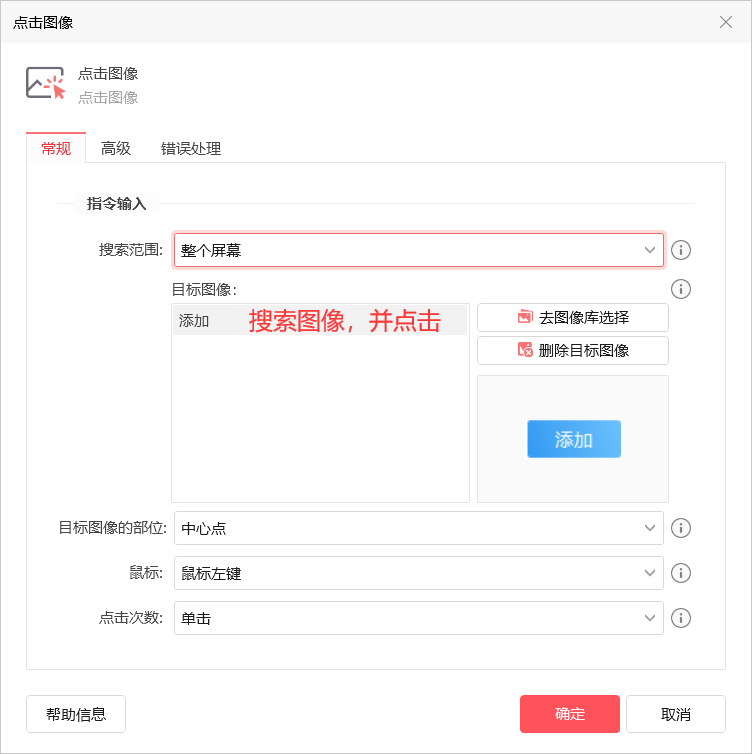 点击图像
点击图像
点击图像
常规 高级 错误处理
指令输入
搜索范围: 整个屏幕
目标图像:
添加 搜索图像，并点击
去图像库选择
删除目标图像
添加
目标图像的部位: 中心点
鼠标: 鼠标左键
点击次数: 单击
帮助信息 确定 取消